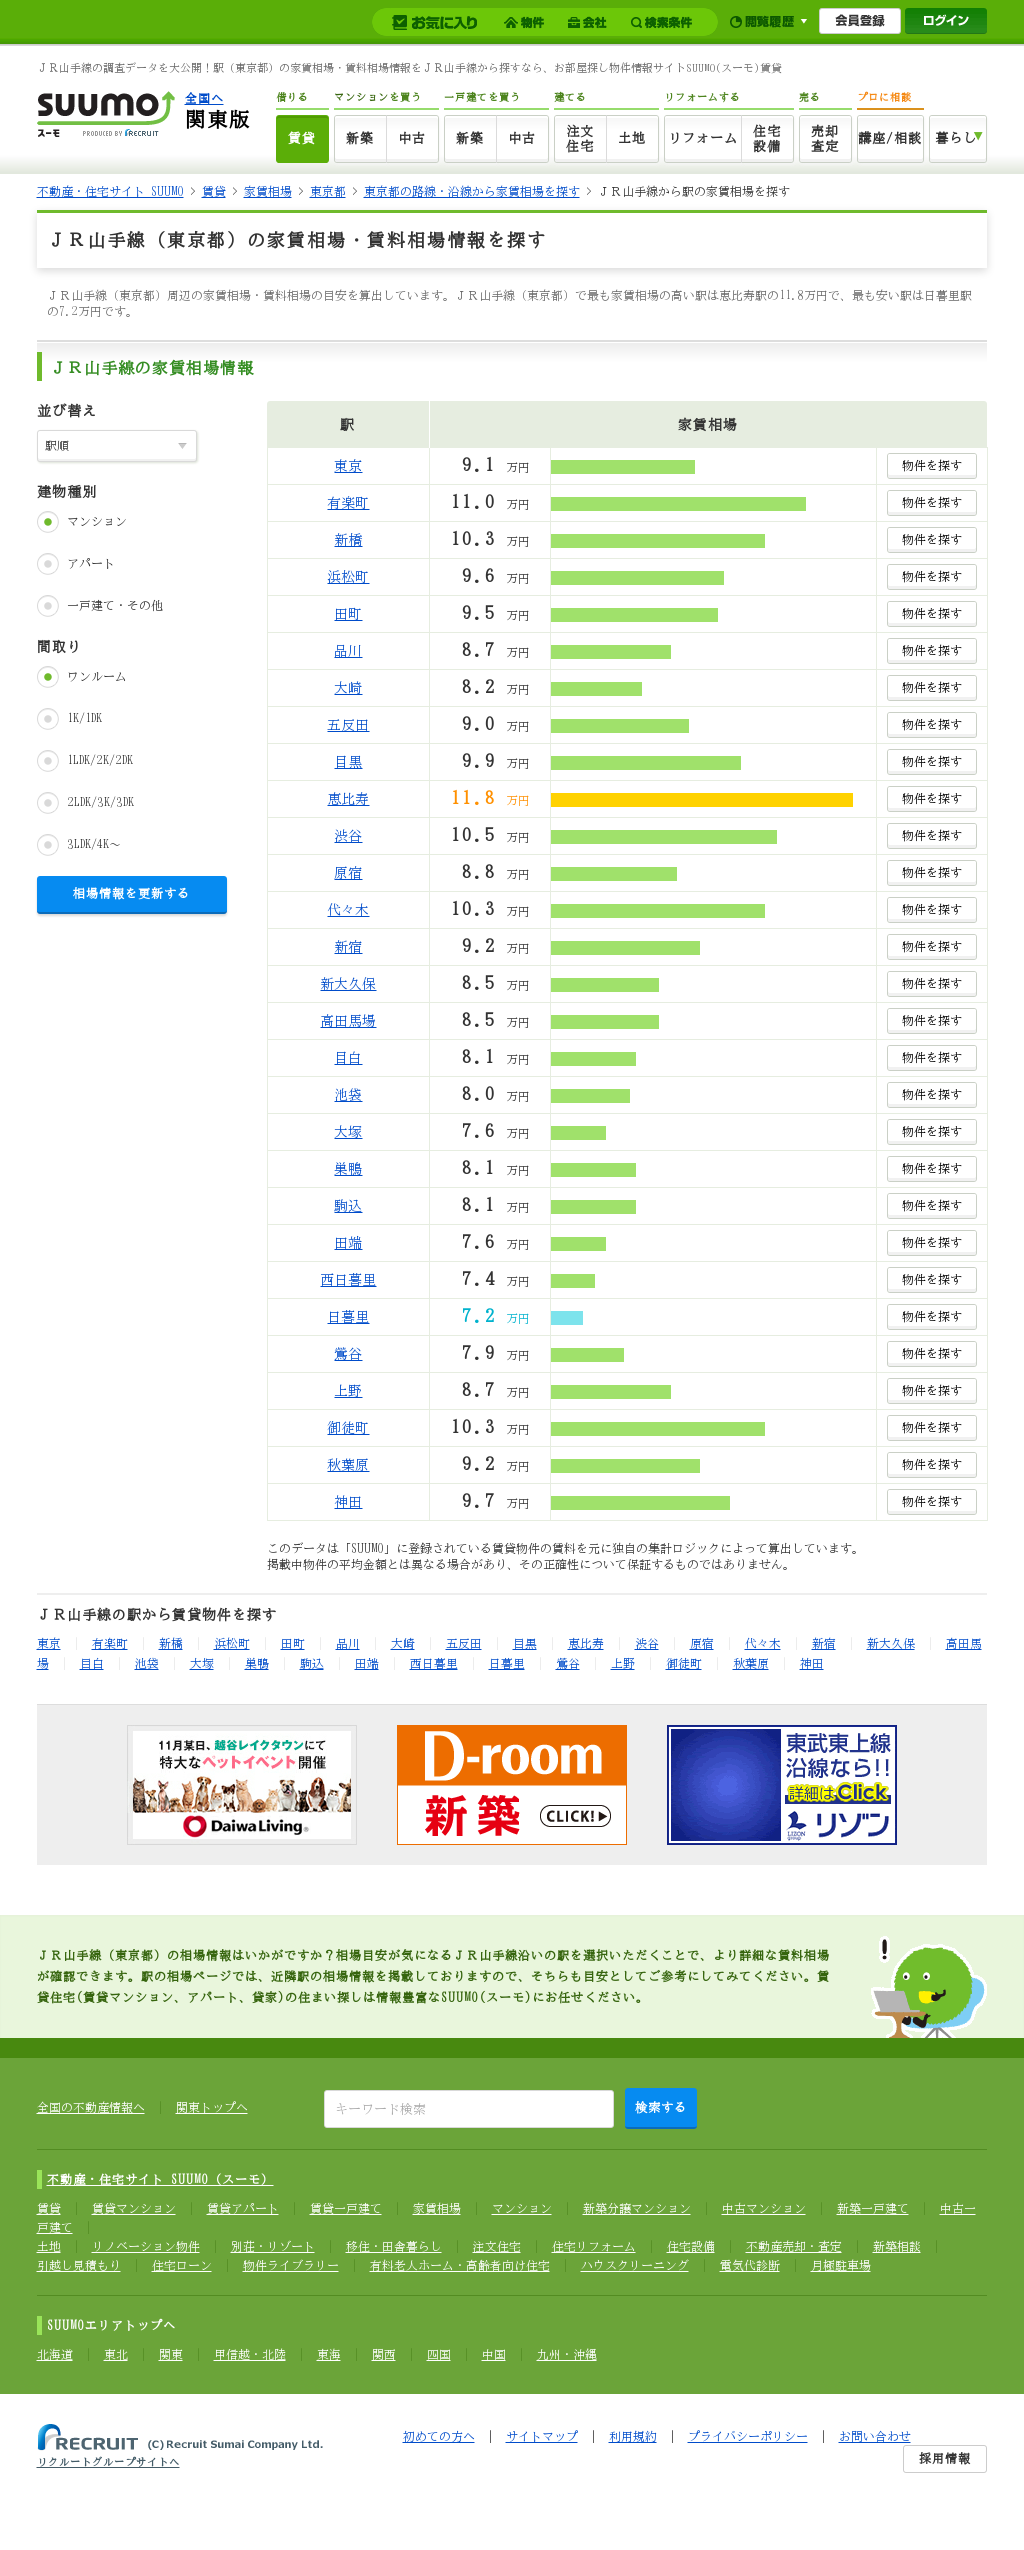 お気に入り 物件 会社 検索条件 閲覧履歴 会員登録 ログイン
ＪＲ山手線の調査データを大公開！駅（東京都）の家賃相場・賃料相場情報をＪＲ山手線から探すなら、お部屋探し物件情報サイトSUUMO(スーモ)賃貸
SUUMO スーモ PRODUCED BY RECRUIT
全国へ
関東版
借りる マンションを買う 一戸建てを買う 建てる リフォームする 売る プロに相談
賃貸 新築 中古 新築 中古 注文住宅 土地 リフォーム 住宅設備 売却査定 講座/相談 暮らし
不動産・住宅サイト SUUMO > 賃貸 > 家賃相場 > 東京都 > 東京都の路線・沿線から家賃相場を探す > ＪＲ山手線から駅の家賃相場を探す
ＪＲ山手線（東京都）の家賃相場・賃料相場情報を探す
ＪＲ山手線（東京都）周辺の家賃相場・賃料相場の目安を算出しています。ＪＲ山手線（東京都）で最も家賃相場の高い駅は恵比寿駅の11.8万円で、最も安い駅は日暮里駅
の7.2万円です。
ＪＲ山手線の家賃相場情報
並び替え
駅順
建物種別
マンション
アパート
一戸建て・その他
間取り
ワンルーム
1K/1DK
1LDK/2K/2DK
2LDK/3K/3DK
3LDK/4K～
相場情報を更新する
駅 家賃相場
東京 9.1 万円 物件を探す
有楽町 11.0 万円 物件を探す
新橋 10.3 万円 物件を探す
浜松町 9.6 万円 物件を探す
田町 9.5 万円 物件を探す
品川 8.7 万円 物件を探す
大崎 8.2 万円 物件を探す
五反田 9.0 万円 物件を探す
目黒 9.9 万円 物件を探す
恵比寿 11.8 万円 物件を探す
渋谷 10.5 万円 物件を探す
原宿 8.8 万円 物件を探す
代々木 10.3 万円 物件を探す
新宿 9.2 万円 物件を探す
新大久保 8.5 万円 物件を探す
高田馬場 8.5 万円 物件を探す
目白 8.1 万円 物件を探す
池袋 8.0 万円 物件を探す
大塚 7.6 万円 物件を探す
巣鴨 8.1 万円 物件を探す
駒込 8.1 万円 物件を探す
田端 7.6 万円 物件を探す
西日暮里 7.4 万円 物件を探す
日暮里 7.2 万円 物件を探す
鶯谷 7.9 万円 物件を探す
上野 8.7 万円 物件を探す
御徒町 10.3 万円 物件を探す
秋葉原 9.2 万円 物件を探す
神田 9.7 万円 物件を探す
このデータは「SUUMO」に登録されている賃貸物件の賃料を元に独自の集計ロジックによって算出しています。
掲載中物件の平均金額とは異なる場合があり、その正確性について保証するものではありません。
ＪＲ山手線の駅から賃貸物件を探す
東京 有楽町 新橋 浜松町 田町 品川 大崎 五反田 目黒 恵比寿 渋谷 原宿 代々木 新宿 新大久保 高田馬
場 目白 池袋 大塚 巣鴨 駒込 田端 西日暮里 日暮里 鶯谷 上野 御徒町 秋葉原 神田
11月某日、越谷レイクタウンにて
特大なペットイベント開催
Daiwa Living
D-room
新築 CLICK!
東武東上線
沿線なら!!
詳細はClick
LIZON group リゾン
ＪＲ山手線（東京都）の相場情報はいかがですか？相場目安が気になるＪＲ山手線沿いの駅を選択いただくことで、より詳細な賃料相場
が確認できます。駅の相場ページでは、近隣駅の相場情報を掲載しておりますので、そちらも目安としてご参考にしてみてください。賃
貸住宅(賃貸マンション、アパート、貸家)の住まい探しは情報豊富なSUUMO(スーモ)にお任せください。
全国の不動産情報へ 関東トップへ キーワード検索 検索する
不動産・住宅サイト SUUMO（スーモ）
賃貸 賃貸マンション 賃貸アパート 賃貸一戸建て 家賃相場 マンション 新築分譲マンション 中古マンション 新築一戸建て 中古一
戸建て
土地 リノベーション物件 別荘・リゾート 移住・田舎暮らし 注文住宅 住宅リフォーム 住宅設備 不動産売却・査定 新築相談
引越し見積もり 住宅ローン 物件ライブラリー 有料老人ホーム・高齢者向け住宅 ハウスクリーニング 電気代診断 月極駐車場
SUUMOエリアトップへ
北海道 東北 関東 甲信越・北陸 東海 関西 四国 中国 九州・沖縄
RECRUIT (C) Recruit Sumai Company Ltd.
リクルートグループサイトへ
初めての方へ | サイトマップ | 利用規約 | プライバシーポリシー | お問い合わせ
採用情報